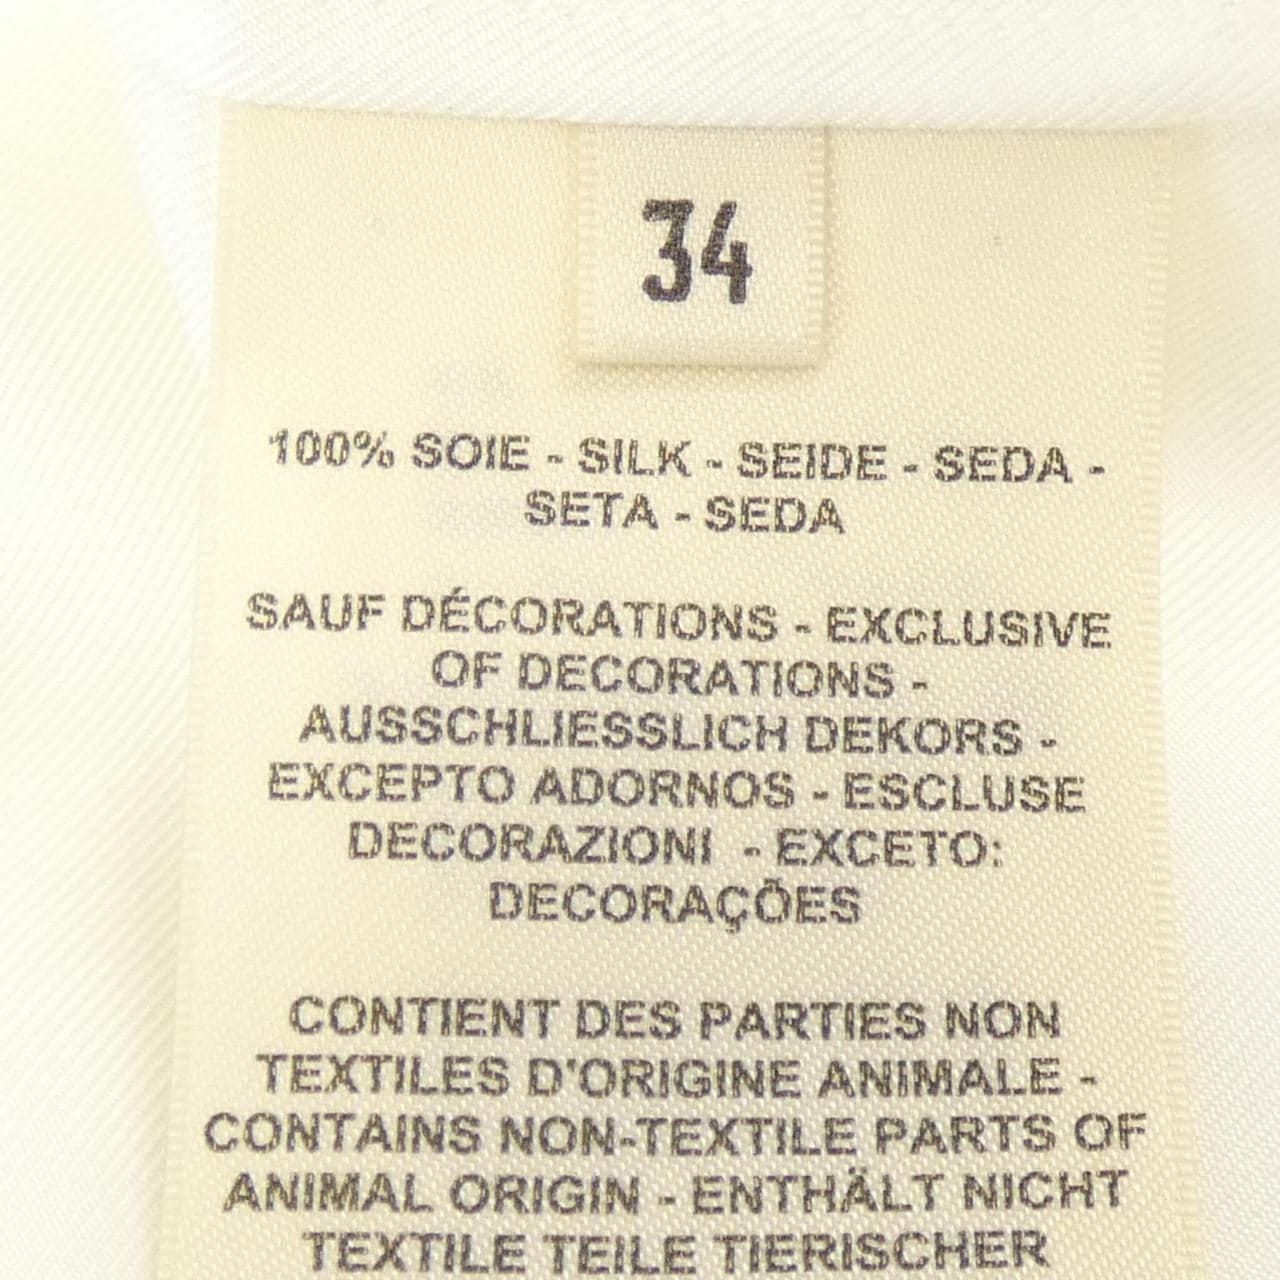 34
100% SOIE - SILK - SEIDE - SEDA -
SETA - SEDA
SAUF DÉCORATIONS - EXCLUSIVE
OF DECORATIONS -
AUSSCHLIESSLICH DEKORS -
EXCEPTO ADORNOS - ESCLUSE
DECORAZIONI - EXCETO:
DECORAÇÕES
CONTIENT DES PARTIES NON
TEXTILES D'ORIGINE ANIMALE -
CONTAINS NON-TEXTILE PARTS OF
ANIMAL ORIGIN - ENTHÄLT NICHT
TEXTILE TEILE TIERISCHER